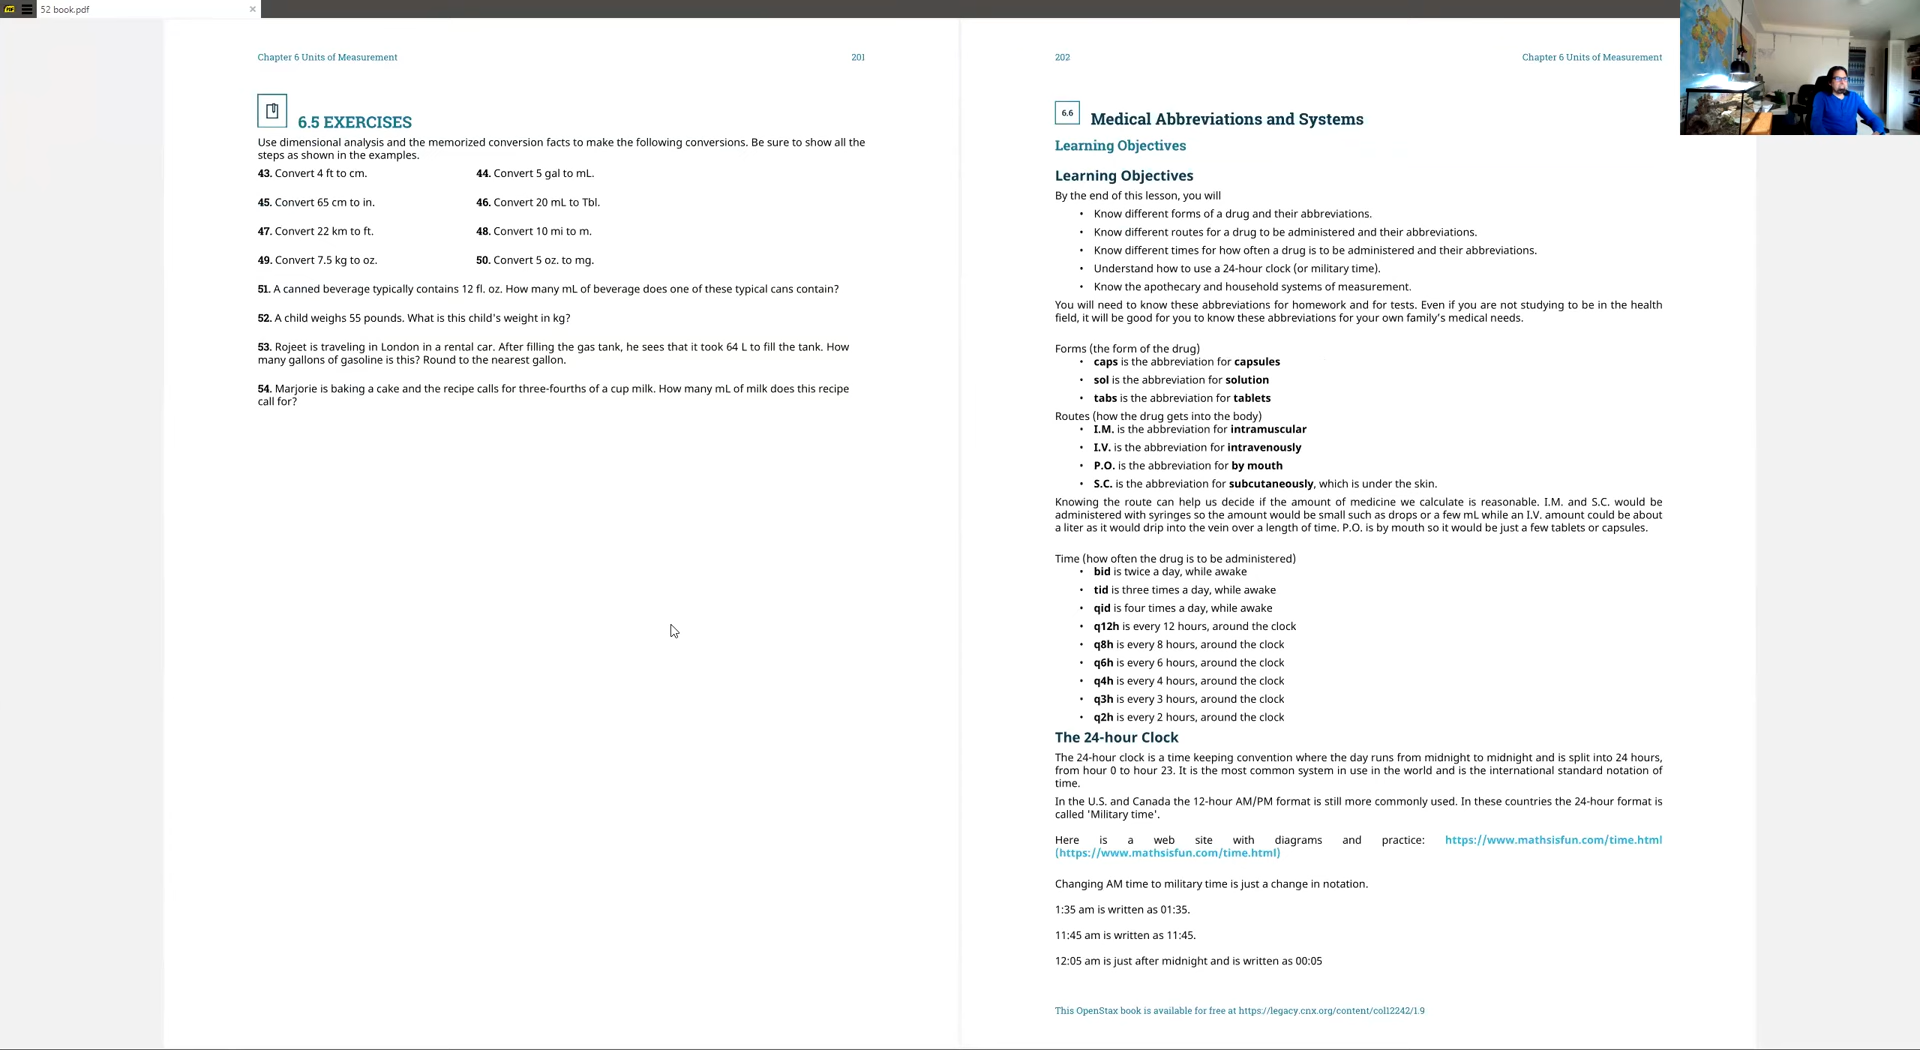 52 book.pdf
Chapter 6 Units of Measurement 201
6.5 EXERCISES
Use dimensional analysis and the memorized conversion facts to make the following conversions. Be sure to show all the
steps as shown in the examples.
43. Convert 4 ft to cm. 44. Convert 5 gal to mL.
45. Convert 65 cm to in. 46. Convert 20 mL to Tbl.
47. Convert 22 km to ft. 48. Convert 10 mi to m.
49. Convert 7.5 kg to oz. 50. Convert 5 oz. to mg.
51. A canned beverage typically contains 12 fl. oz. How many mL of beverage does one of these typical cans contain?
52. A child weighs 55 pounds. What is this child's weight in kg?
53. Rojeet is traveling in London in a rental car. After filling the gas tank, he sees that it took 64 L to fill the tank. How
many gallons of gasoline is this? Round to the nearest gallon.
54. Marjorie is baking a cake and the recipe calls for three-fourths of a cup milk. How many mL of milk does this recipe
call for?
202 Chapter 6 Units of Measurement
6.6 Medical Abbreviations and Systems
Learning Objectives
Learning Objectives
By the end of this lesson, you will
• Know different forms of a drug and their abbreviations.
• Know different routes for a drug to be administered and their abbreviations.
• Know different times for how often a drug is to be administered and their abbreviations.
• Understand how to use a 24-hour clock (or military time).
• Know the apothecary and household systems of measurement.
You will need to know these abbreviations for homework and for tests. Even if you are not studying to be in the health
field, it will be good for you to know these abbreviations for your own family's medical needs.
Forms (the form of the drug)
• caps is the abbreviation for capsules
• sol is the abbreviation for solution
• tabs is the abbreviation for tablets
Routes (how the drug gets into the body)
• I.M. is the abbreviation for intramuscular
• I.V. is the abbreviation for intravenously
• P.O. is the abbreviation for by mouth
• S.C. is the abbreviation for subcutaneously, which is under the skin.
Knowing the route can help us decide if the amount of medicine we calculate is reasonable. I.M. and S.C. would be
administered with syringes so the amount would be small such as drops or a few mL while an I.V. amount could be about
a liter as it would drip into the vein over a length of time. P.O. is by mouth so it would be just a few tablets or capsules.
Time (how often the drug is to be administered)
• bid is twice a day, while awake
• tid is three times a day, while awake
• qid is four times a day, while awake
• q12h is every 12 hours, around the clock
• q8h is every 8 hours, around the clock
• q6h is every 6 hours, around the clock
• q4h is every 4 hours, around the clock
• q3h is every 3 hours, around the clock
• q2h is every 2 hours, around the clock
The 24-hour Clock
The 24-hour clock is a time keeping convention where the day runs from midnight to midnight and is split into 24 hours,
from hour 0 to hour 23. It is the most common system in use in the world and is the international standard notation of
time.
In the U.S. and Canada the 12-hour AM/PM format is still more commonly used. In these countries the 24-hour format is
called 'Military time'.
Here is a web site with diagrams and practice: https://www.mathsisfun.com/time.html
(https://www.mathsisfun.com/time.html)
Changing AM time to military time is just a change in notation.
1:35 am is written as 01:35.
11:45 am is written as 11:45.
12:05 am is just after midnight and is written as 00:05
This OpenStax book is available for free at https://legacy.cnx.org/content/col12242/1.9